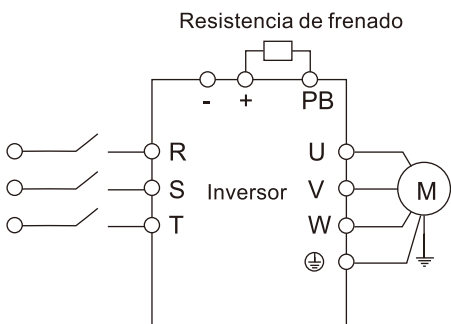 Resistencia de frenado
- + PB
R U
S Inversor V M
T W